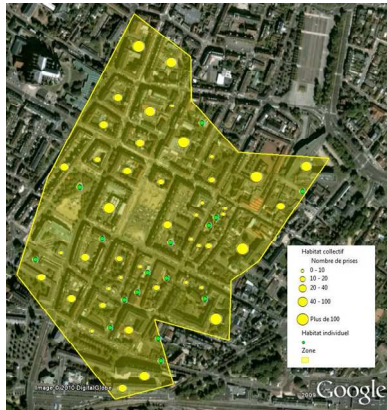 Habitat collectif
Nombre de prises
0 - 10
10 - 20
20 - 40
40 - 100
Plus de 100
Habitat individuel
Zone
Image © 2010 DigitalGlobe
2009 Google